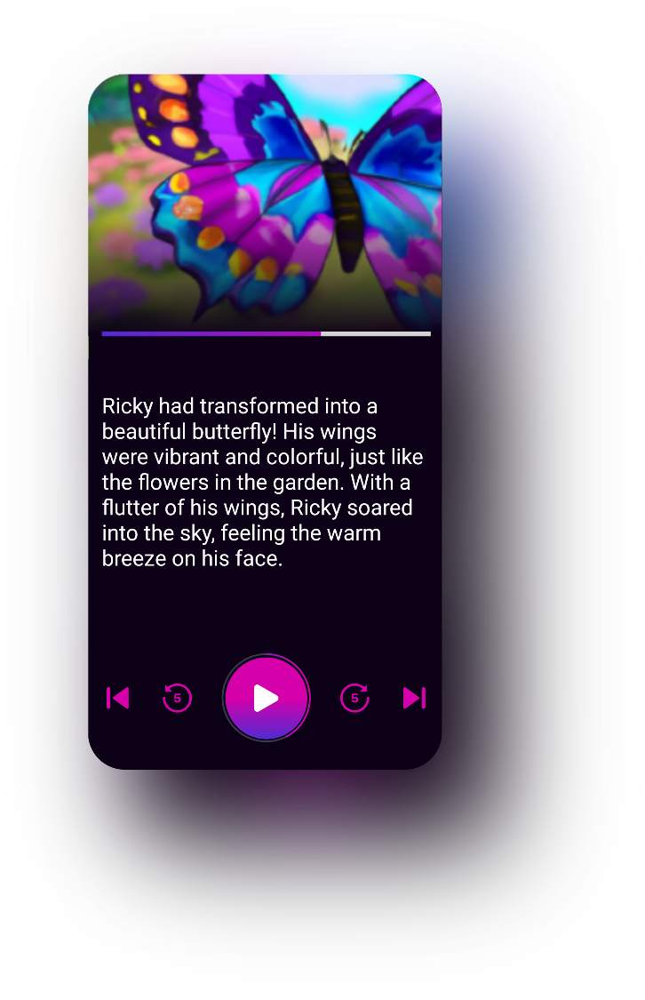 Ricky had transformed into a
beautiful butterfly! His wings
were vibrant and colorful, just like
the flowers in the garden. With a
flutter of his wings, Ricky soared
into the sky, feeling the warm
breeze on his face.
5 5